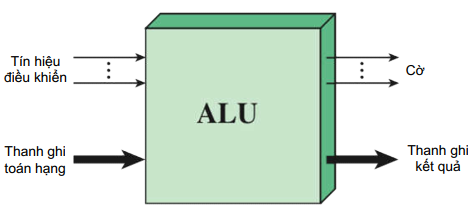 Tín hiệu
điều khiển
Thanh ghi
toán hạng
ALU
Cờ
Thanh ghi
kết quả